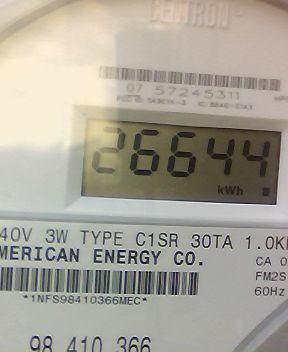 CENTRON
07 57245311
26644
kWh
40V 3W TYPE C1SR 30TA 1.0K
MERICAN ENERGY CO.
CA 0
FM2S
60Hz
*1NFS98410366MEC*
98 410 366